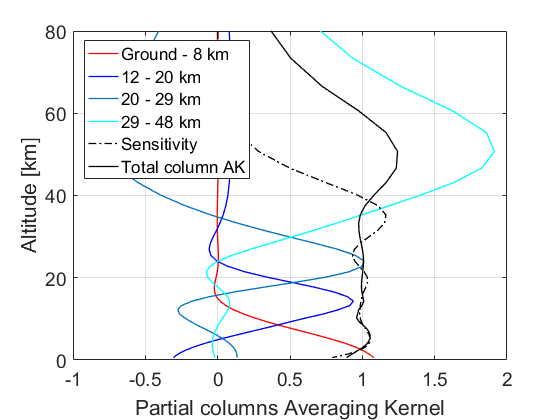 80
60
40
20
0
Altitude [km]
Ground - 8 km
12 - 20 km
20 - 29 km
29 - 48 km
Sensitivity
Total column AK
-1
-0.5
0
0.5
1
1.5
2
Partial columns Averaging Kernel